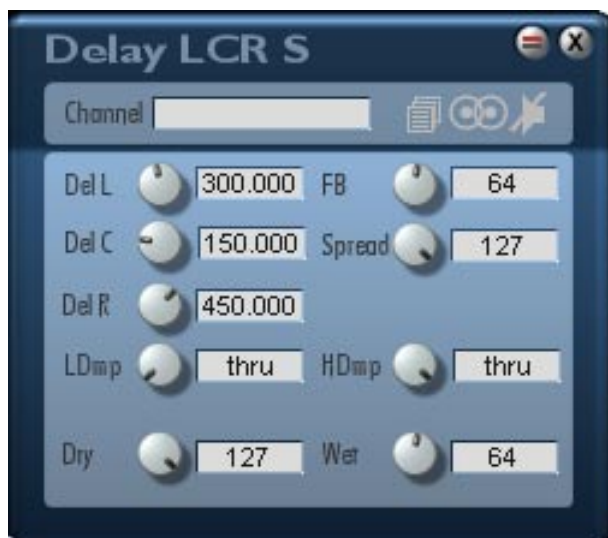 Delay LCR S
Channel
Del L 300.000 FB 64
Del C 150.000 Spread 127
Del R 450.000
LDmp thru HDmp thru
Dry 127 Wet 64